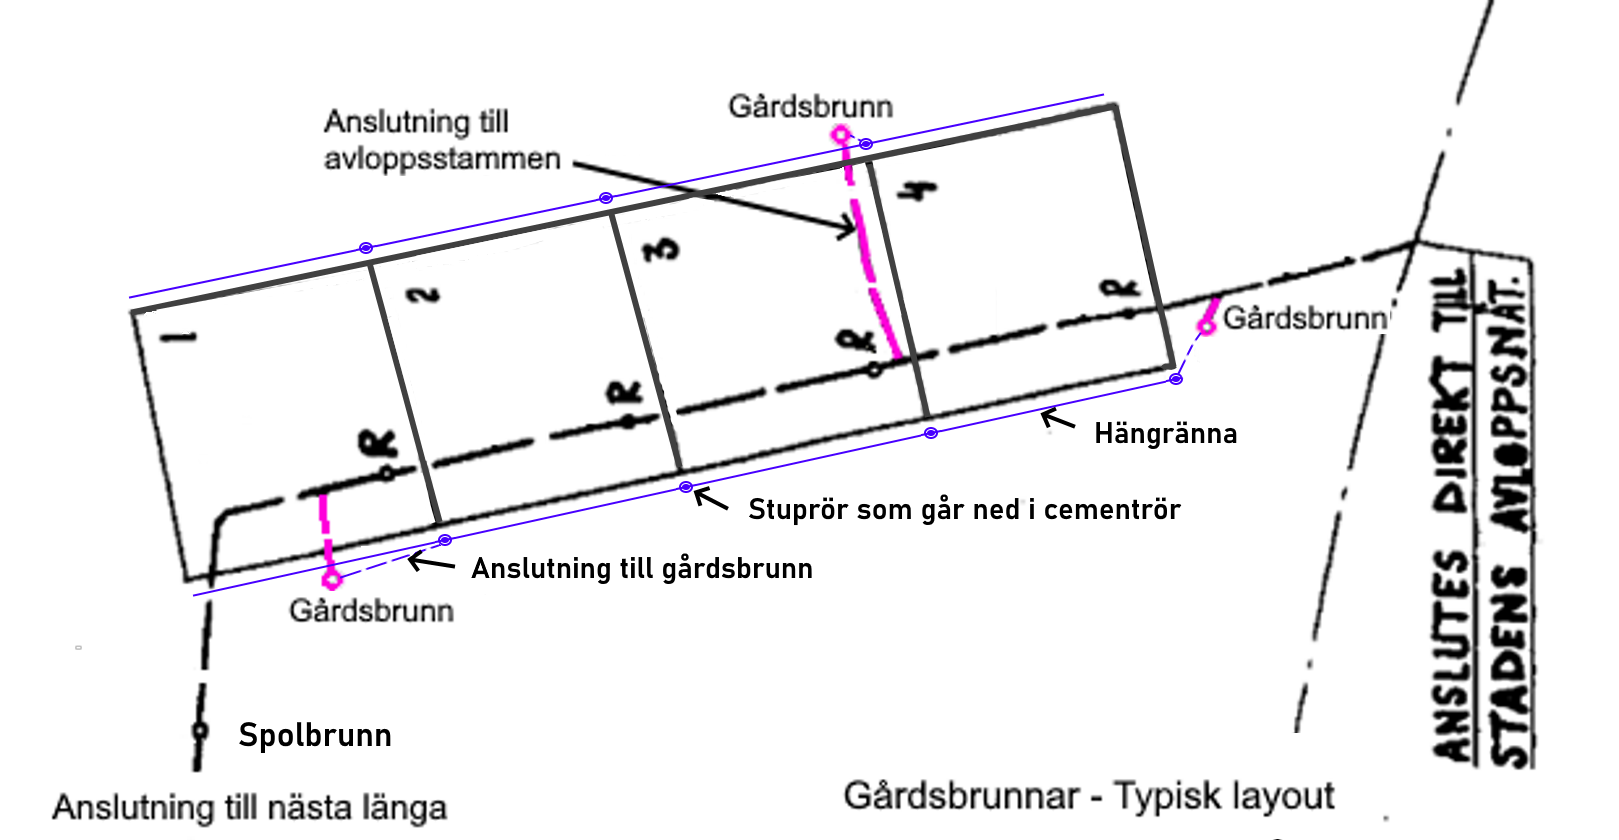 Gårdsbrunn
Anslutning till
avloppsstammen
1
2
3
4
R
R
R
R
Gårdsbrunn
Hängränna
Stuprör som går ned i cementrör
Anslutning till gårdsbrunn
Gårdsbrunn
Spolbrunn
Anslutning till nästa länga
Gårdsbrunnar - Typisk layout
ANSLUTES DIREKT TILL
STADENS AVLOPPSNÄT.